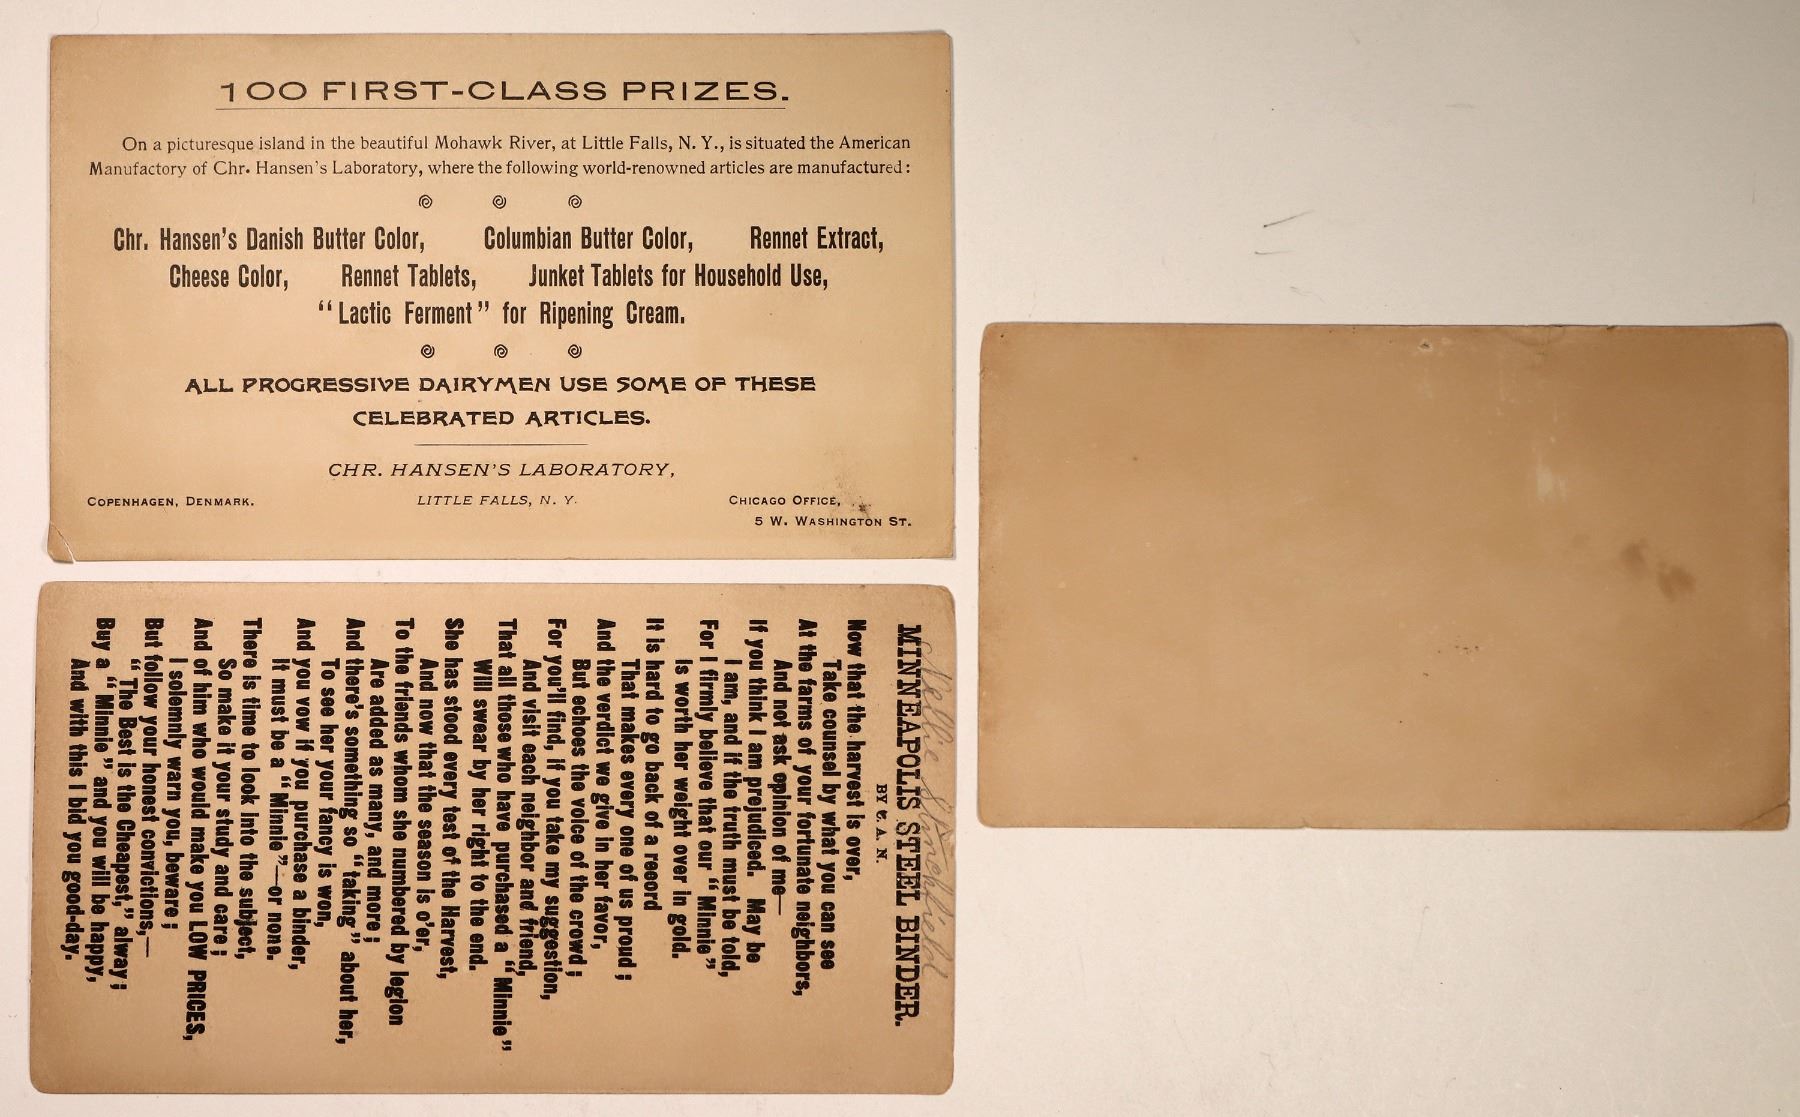 100 FIRST-CLASS PRIZES.
On a picturesque island in the beautiful Mohawk River, at Little Falls, N. Y., is situated the American
Manufactory of Chr. Hansen's Laboratory, where the following world-renowned articles are manufactured:
Chr. Hansen's Danish Butter Color, Columbian Butter Color, Rennet Extract,
Cheese Color, Rennet Tablets, Junket Tablets for Household Use,
"Lactic Ferment" for Ripening Cream.
ALL PROGRESSIVE DAIRYMEN USE SOME OF THESE
CELEBRATED ARTICLES.
CHR. HANSEN'S LABORATORY,
COPENHAGEN, DENMARK. LITTLE FALLS, N. Y. CHICAGO OFFICE,
5 W. WASHINGTON ST.
Nellie Stinchfield
MINNEAPOLIS STEEL BINDER.
BY C. A. N.
Now that the harvest is over,
Take counsel by what you can see
At the farms of your fortunate neighbors,
And not ask opinion of me—
If you think I am prejudiced. May be
I am, and if the truth must be told,
For I firmly believe that our "Minnie"
Is worth her weight over in gold.
It is hard to go back of a record
That makes every one of us proud;
And the verdict we give in her favor,
But echoes the voice of the crowd;
For you'll find, if you take my suggestion,
And visit each neighbor and friend,
That all those who have purchased a "Minnie"
Will swear by her right to the end.
She has stood every test of the Harvest,
And now that the season is o'er,
To the friends whom she numbered by legion
Are added as many, and more;
And there's something so "taking" about her,
To see her your fancy is won,
And you vow if you purchase a binder,
It must be a "Minnie"—or none.
There is time to look into the subject,
So make it your study and care;
And of him who would make you LOW PRICES,
I solemnly warn you, beware;
But follow your honest convictions,—
"The Best is the Cheapest," alway;
Buy a "Minnie" and you will be happy,
And with this I bid you good-day.